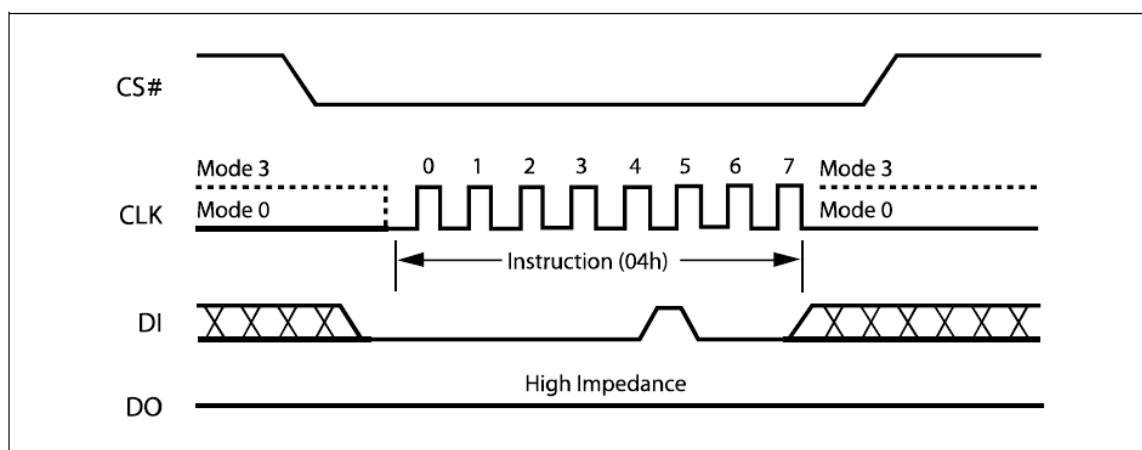 CS#
0 1 2 3 4 5 6 7
Mode 3 Mode 3
Mode 0 Mode 0
CLK
Instruction (04h)
DI
High Impedance
DO